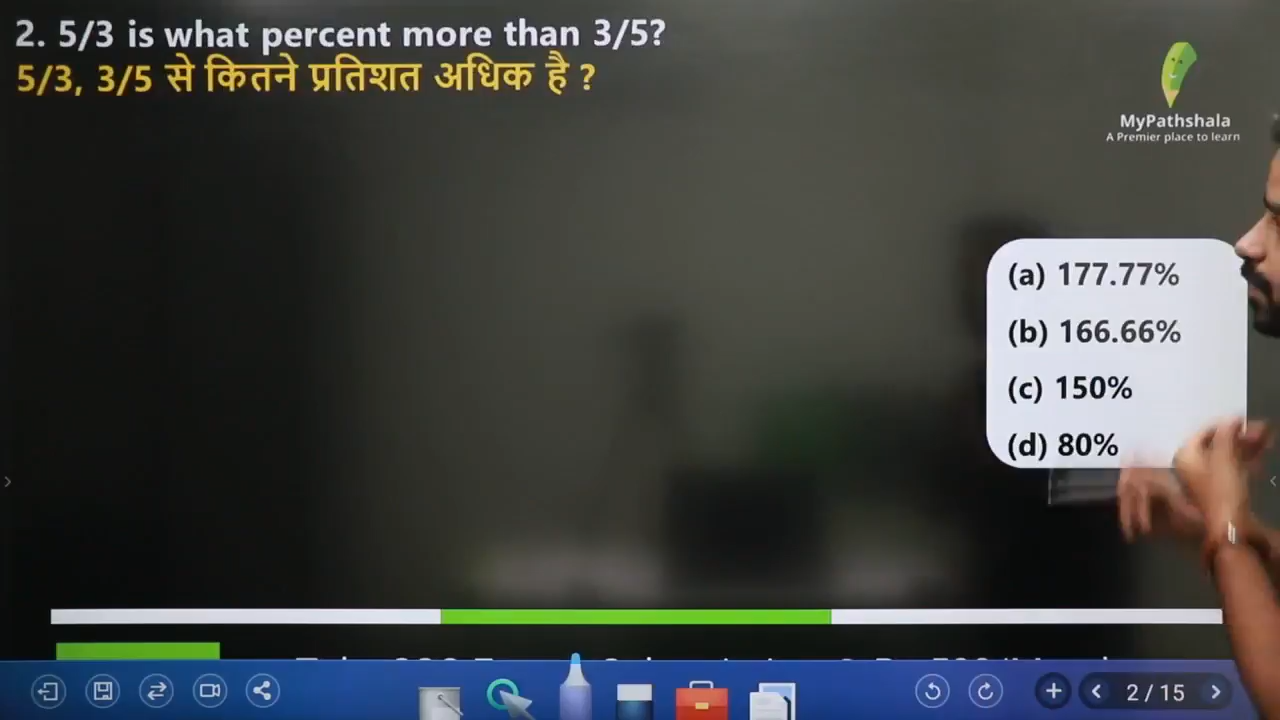 2. 5/3 is what percent more than 3/5?
5/3, 3/5 से कितने प्रतिशत अधिक है ?
MyPathshala
A Premier place to learn
(a) 177.77%
(b) 166.66%
(c) 150%
(d) 80%
2 / 15